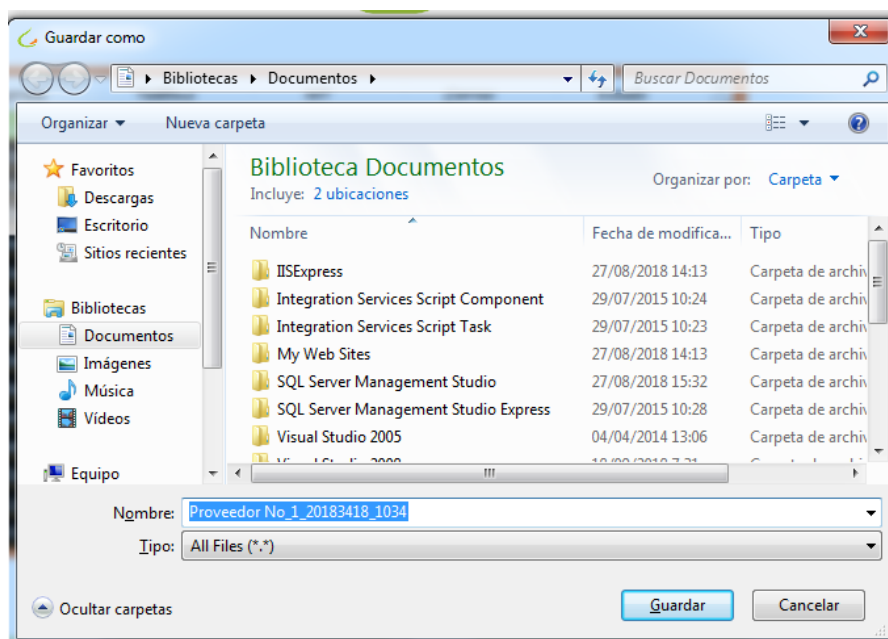 Guardar como
Bibliotecas Documentos
Buscar Documentos
Organizar Nueva carpeta
Favoritos
Descargas
Escritorio
Sitios recientes
Bibliotecas
Documentos
Imágenes
Música
Vídeos
Equipo
Biblioteca Documentos
Incluye: 2 ubicaciones
Organizar por: Carpeta
Nombre Fecha de modifica... Tipo
IISExpress 27/08/2018 14:13 Carpeta de archiv
Integration Services Script Component 29/07/2015 10:24 Carpeta de archiv
Integration Services Script Task 29/07/2015 10:23 Carpeta de archiv
My Web Sites 27/08/2018 14:13 Carpeta de archiv
SQL Server Management Studio 27/08/2018 15:32 Carpeta de archiv
SQL Server Management Studio Express 29/07/2015 10:28 Carpeta de archiv
Visual Studio 2005 04/04/2014 13:06 Carpeta de archiv
Nombre: Proveedor No_1_20183418_1034
Tipo: All Files (*.*)
Ocultar carpetas
Guardar Cancelar